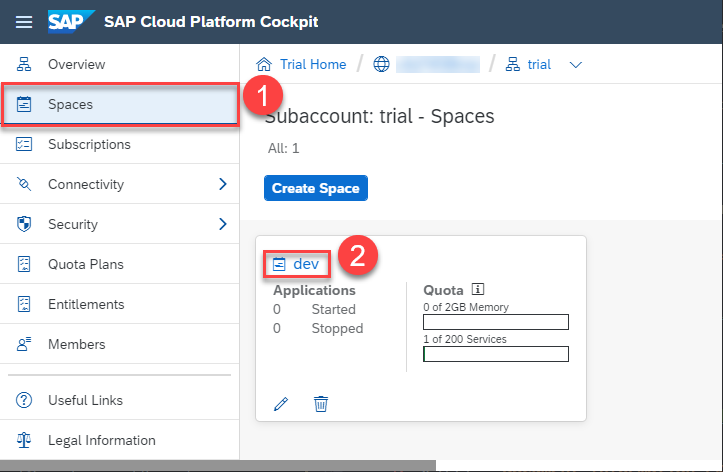 SAP SAP Cloud Platform Cockpit
Overview
Spaces
1
Subscriptions
Connectivity
Security
Quota Plans
Entitlements
Members
Useful Links
Legal Information
Trial Home / / trial
Subaccount: trial - Spaces
All: 1
Create Space
dev
2
Applications
0 Started
0 Stopped
Quota
0 of 2GB Memory
1 of 200 Services